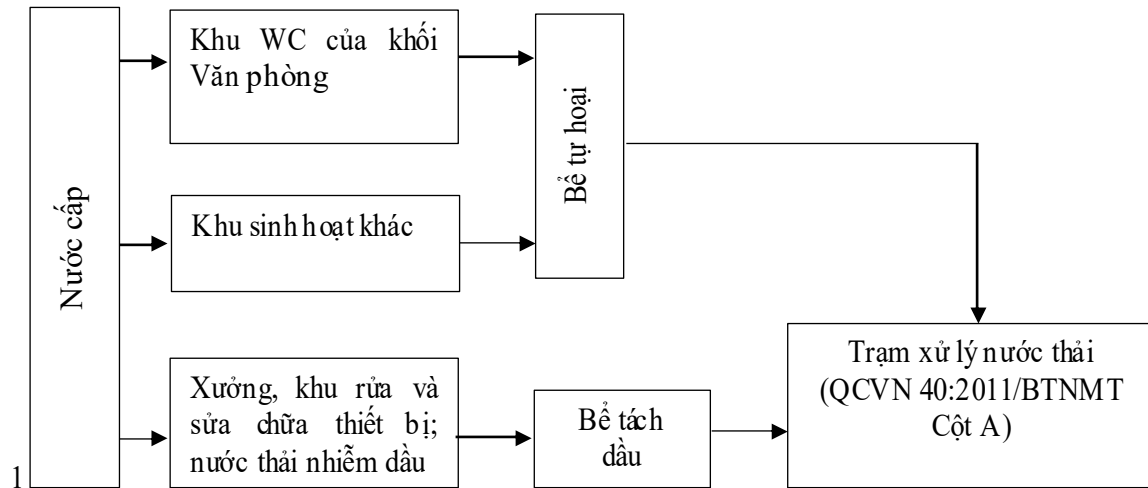 Nước cấp
Khu WC của khối
Văn phòng
Bể tự hoại
Khu sinh hoạt khác
Xưởng, khu rửa và
sửa chữa thiết bị;
nước thải nhiễm dầu
Bể tách
dầu
Trạm xử lý nước thải
(QCVN 40:2011/BTNMT
Cột A)
1